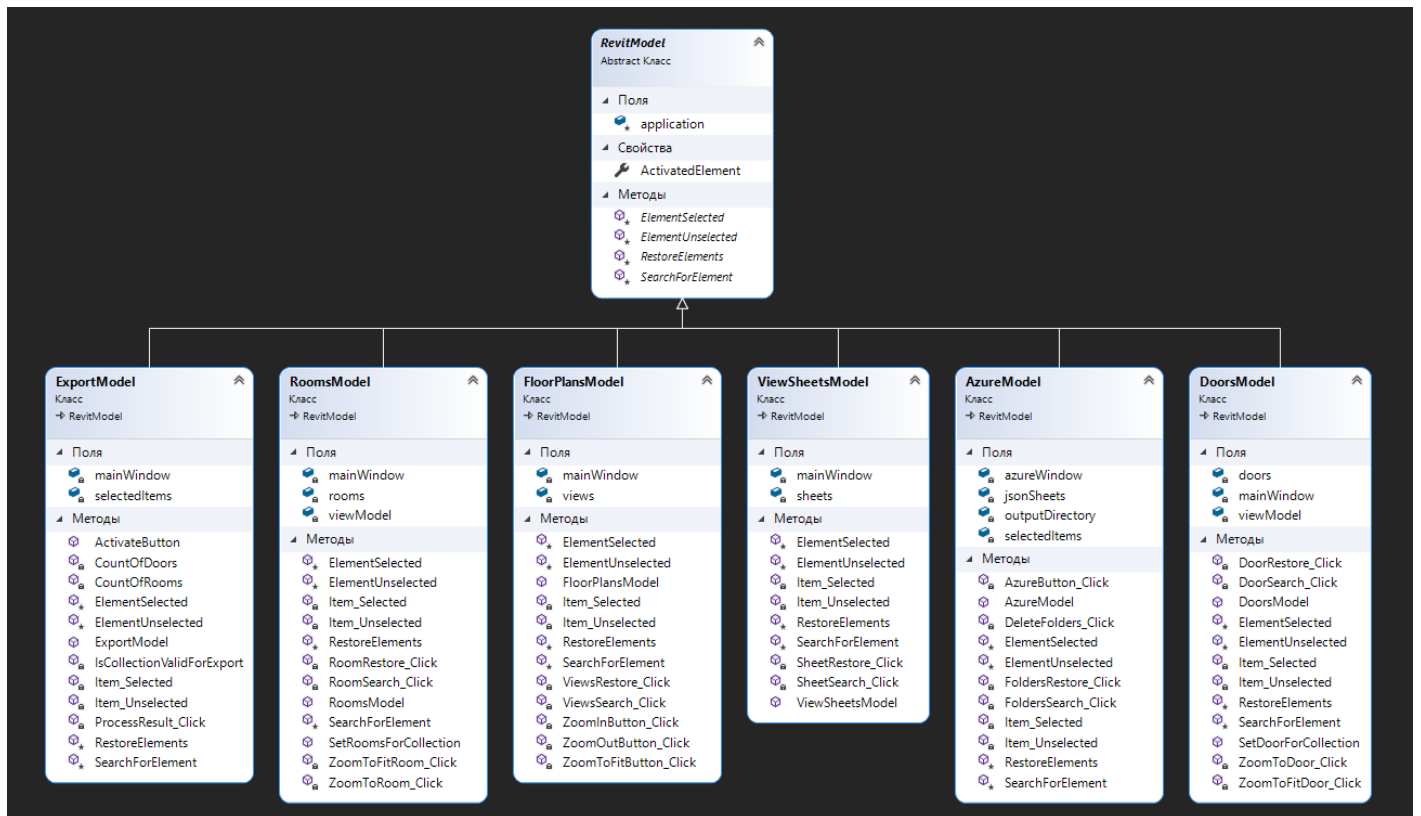 RevitModel
Abstract Класс
Поля
application
Свойства
ActivatedElement
Методы
ElementSelected
ElementUnselected
RestoreElements
SearchForElement
ExportModel
Класс
RevitModel
Поля
mainWindow
selectedItems
Методы
ActivateButton
CountOfDoors
CountOfRooms
ElementSelected
ElementUnselected
ExportModel
IsCollectionValidForExport
Item_Selected
Item_Unselected
ProcessResult_Click
RestoreElements
SearchForElement
RoomsModel
Класс
RevitModel
Поля
mainWindow
rooms
viewModel
Методы
ElementSelected
ElementUnselected
Item_Selected
Item_Unselected
RestoreElements
RoomRestore_Click
RoomSearch_Click
RoomsModel
SearchForElement
SetRoomsForCollection
ZoomToFitRoom_Click
ZoomToRoom_Click
FloorPlansModel
Класс
RevitModel
Поля
mainWindow
views
Методы
ElementSelected
ElementUnselected
FloorPlansModel
Item_Selected
Item_Unselected
RestoreElements
SearchForElement
ViewsRestore_Click
ViewsSearch_Click
ZoomInButton_Click
ZoomOutButton_Click
ZoomToFitButton_Click
ViewSheetsModel
Класс
RevitModel
Поля
mainWindow
sheets
Методы
ElementSelected
ElementUnselected
Item_Selected
Item_Unselected
RestoreElements
SearchForElement
SheetRestore_Click
SheetSearch_Click
ViewSheetsModel
AzureModel
Класс
RevitModel
Поля
azureWindow
jsonSheets
outputDirectory
selectedItems
Методы
AzureButton_Click
AzureModel
DeleteFolders_Click
ElementSelected
ElementUnselected
FoldersRestore_Click
FoldersSearch_Click
Item_Selected
Item_Unselected
RestoreElements
SearchForElement
DoorsModel
Класс
RevitModel
Поля
doors
mainWindow
viewModel
Методы
DoorRestore_Click
DoorSearch_Click
DoorsModel
ElementSelected
ElementUnselected
Item_Selected
Item_Unselected
RestoreElements
SearchForElement
SetDoorForCollection
ZoomToDoor_Click
ZoomToFitDoor_Click